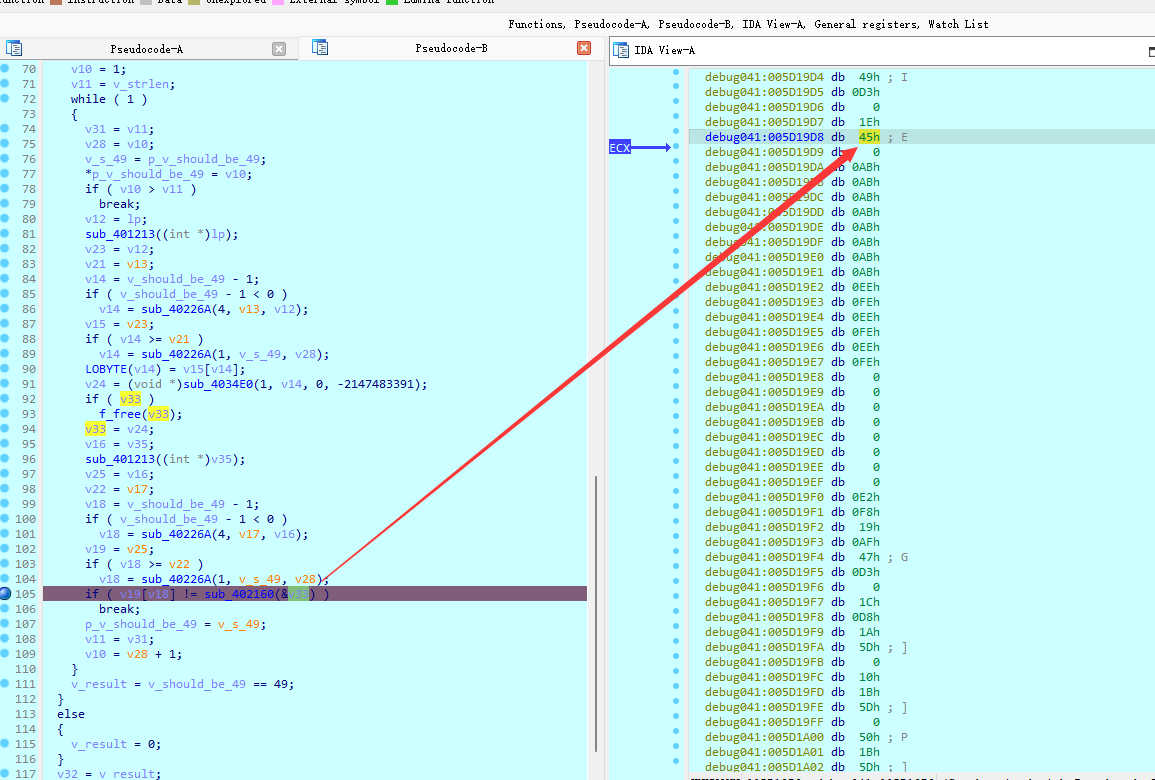 Instruction Data Unexplored External symbol Lumina function
Functions, Pseudocode-A, Pseudocode-B, IDA View-A, General registers, Watch List
Pseudocode-A
Pseudocode-B
IDA View-A
70 v10 = 1;
71 v11 = v_strlen;
72 while ( 1 )
73 {
74 v31 = v11;
75 v28 = v10;
76 v_s_49 = p_v_should_be_49;
77 *p_v_should_be_49 = v10;
78 if ( v10 > v11 )
79 break;
80 v12 = lp;
81 sub_401213((int *)lp);
82 v23 = v12;
83 v21 = v13;
84 v14 = v_should_be_49 - 1;
85 if ( v_should_be_49 - 1 < 0 )
86 v14 = sub_40226A(4, v13, v12);
87 v15 = v23;
88 if ( v14 >= v21 )
89 v14 = sub_40226A(1, v_s_49, v28);
90 LOBYTE(v14) = v15[v14];
91 v24 = (void *)sub_4034E0(1, v14, 0, -2147483391);
92 if ( v33 )
93 f_free(v33);
94 v33 = v24;
95 v16 = v35;
96 sub_401213((int *)v35);
97 v25 = v16;
98 v22 = v17;
99 v18 = v_should_be_49 - 1;
100 if ( v_should_be_49 - 1 < 0 )
101 v18 = sub_40226A(4, v17, v16);
102 v19 = v25;
103 if ( v18 >= v22 )
104 v18 = sub_40226A(1, v_s_49, v28);
105 if ( v19[v18] != sub_402160(&v33) )
106 break;
107 p_v_should_be_49 = v_s_49;
108 v11 = v31;
109 v10 = v28 + 1;
110 }
111 v_result = v_should_be_49 == 49;
112 }
113 else
114 {
115 v_result = 0;
116 }
117 v32 = v_result;
ECX
debug041:005D19D4 db 49h ; I
debug041:005D19D5 db 0D3h
debug041:005D19D6 db 0
debug041:005D19D7 db 1Eh
debug041:005D19D8 db 45h ; E
debug041:005D19D9 db 0
debug041:005D19DA db 0ABh
debug041:005D19DB db 0ABh
debug041:005D19DC db 0ABh
debug041:005D19DD db 0ABh
debug041:005D19DE db 0ABh
debug041:005D19DF db 0ABh
debug041:005D19E0 db 0ABh
debug041:005D19E1 db 0ABh
debug041:005D19E2 db 0EEh
debug041:005D19E3 db 0FEh
debug041:005D19E4 db 0EEh
debug041:005D19E5 db 0FEh
debug041:005D19E6 db 0EEh
debug041:005D19E7 db 0FEh
debug041:005D19E8 db 0
debug041:005D19E9 db 0
debug041:005D19EA db 0
debug041:005D19EB db 0
debug041:005D19EC db 0
debug041:005D19ED db 0
debug041:005D19EE db 0
debug041:005D19EF db 0
debug041:005D19F0 db 0E2h
debug041:005D19F1 db 0F8h
debug041:005D19F2 db 19h
debug041:005D19F3 db 0AFh
debug041:005D19F4 db 47h ; G
debug041:005D19F5 db 0D3h
debug041:005D19F6 db 0
debug041:005D19F7 db 1Ch
debug041:005D19F8 db 0D8h
debug041:005D19F9 db 1Ah
debug041:005D19FA db 5Dh ; ]
debug041:005D19FB db 0
debug041:005D19FC db 10h
debug041:005D19FD db 1Bh
debug041:005D19FE db 5Dh ; ]
debug041:005D19FF db 0
debug041:005D1A00 db 50h ; P
debug041:005D1A01 db 1Bh
debug041:005D1A02 db 5Dh ; ]